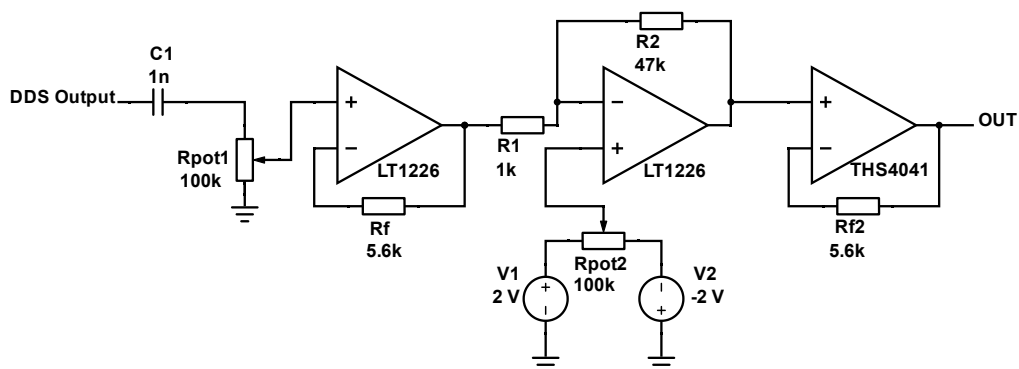 C1
1n
DDS Output
Rpot1
100k
+
−
LT1226
Rf
5.6k
R1
1k
R2
47k
−
+
LT1226
Rpot2
100k
V1
2 V
+
−
V2
-2 V
−
+
+
−
THS4041
Rf2
5.6k
OUT